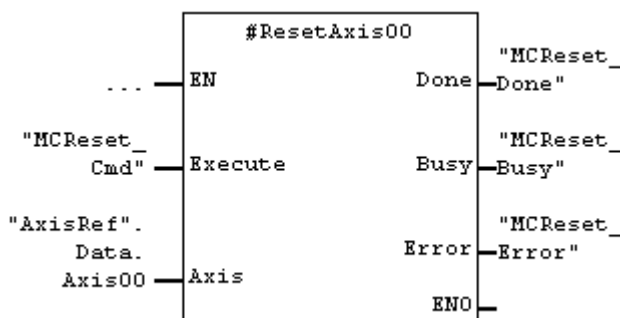 #ResetAxis00
...
EN
Done
"MCReset_
Done"
"MCReset_
Cmd"
Execute
Busy
"MCReset_
Busy"
"AxisRef".
Data.
Axis00
Axis
Error
"MCReset_
Error"
ENO